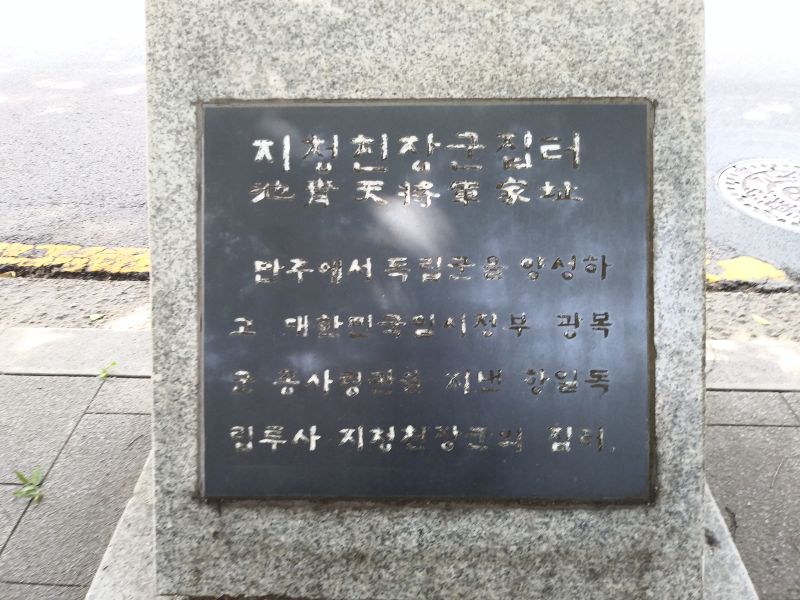 지청천장군집터
池靑天將軍家址
만주에서 독립군을 양성하
고 대한민국임시정부 광복
군 총사령관을 지낸 항일독
립투사 지청천장군의 집터.